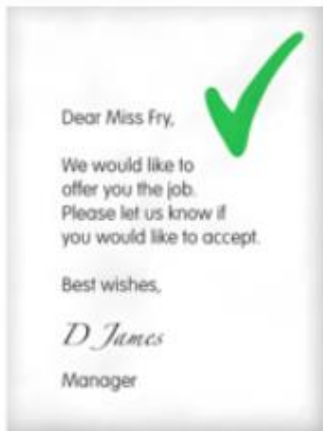 Dear Miss Fry,
We would like to
offer you the job.
Please let us know if
you would like to accept.
Best wishes,
D James
Manager